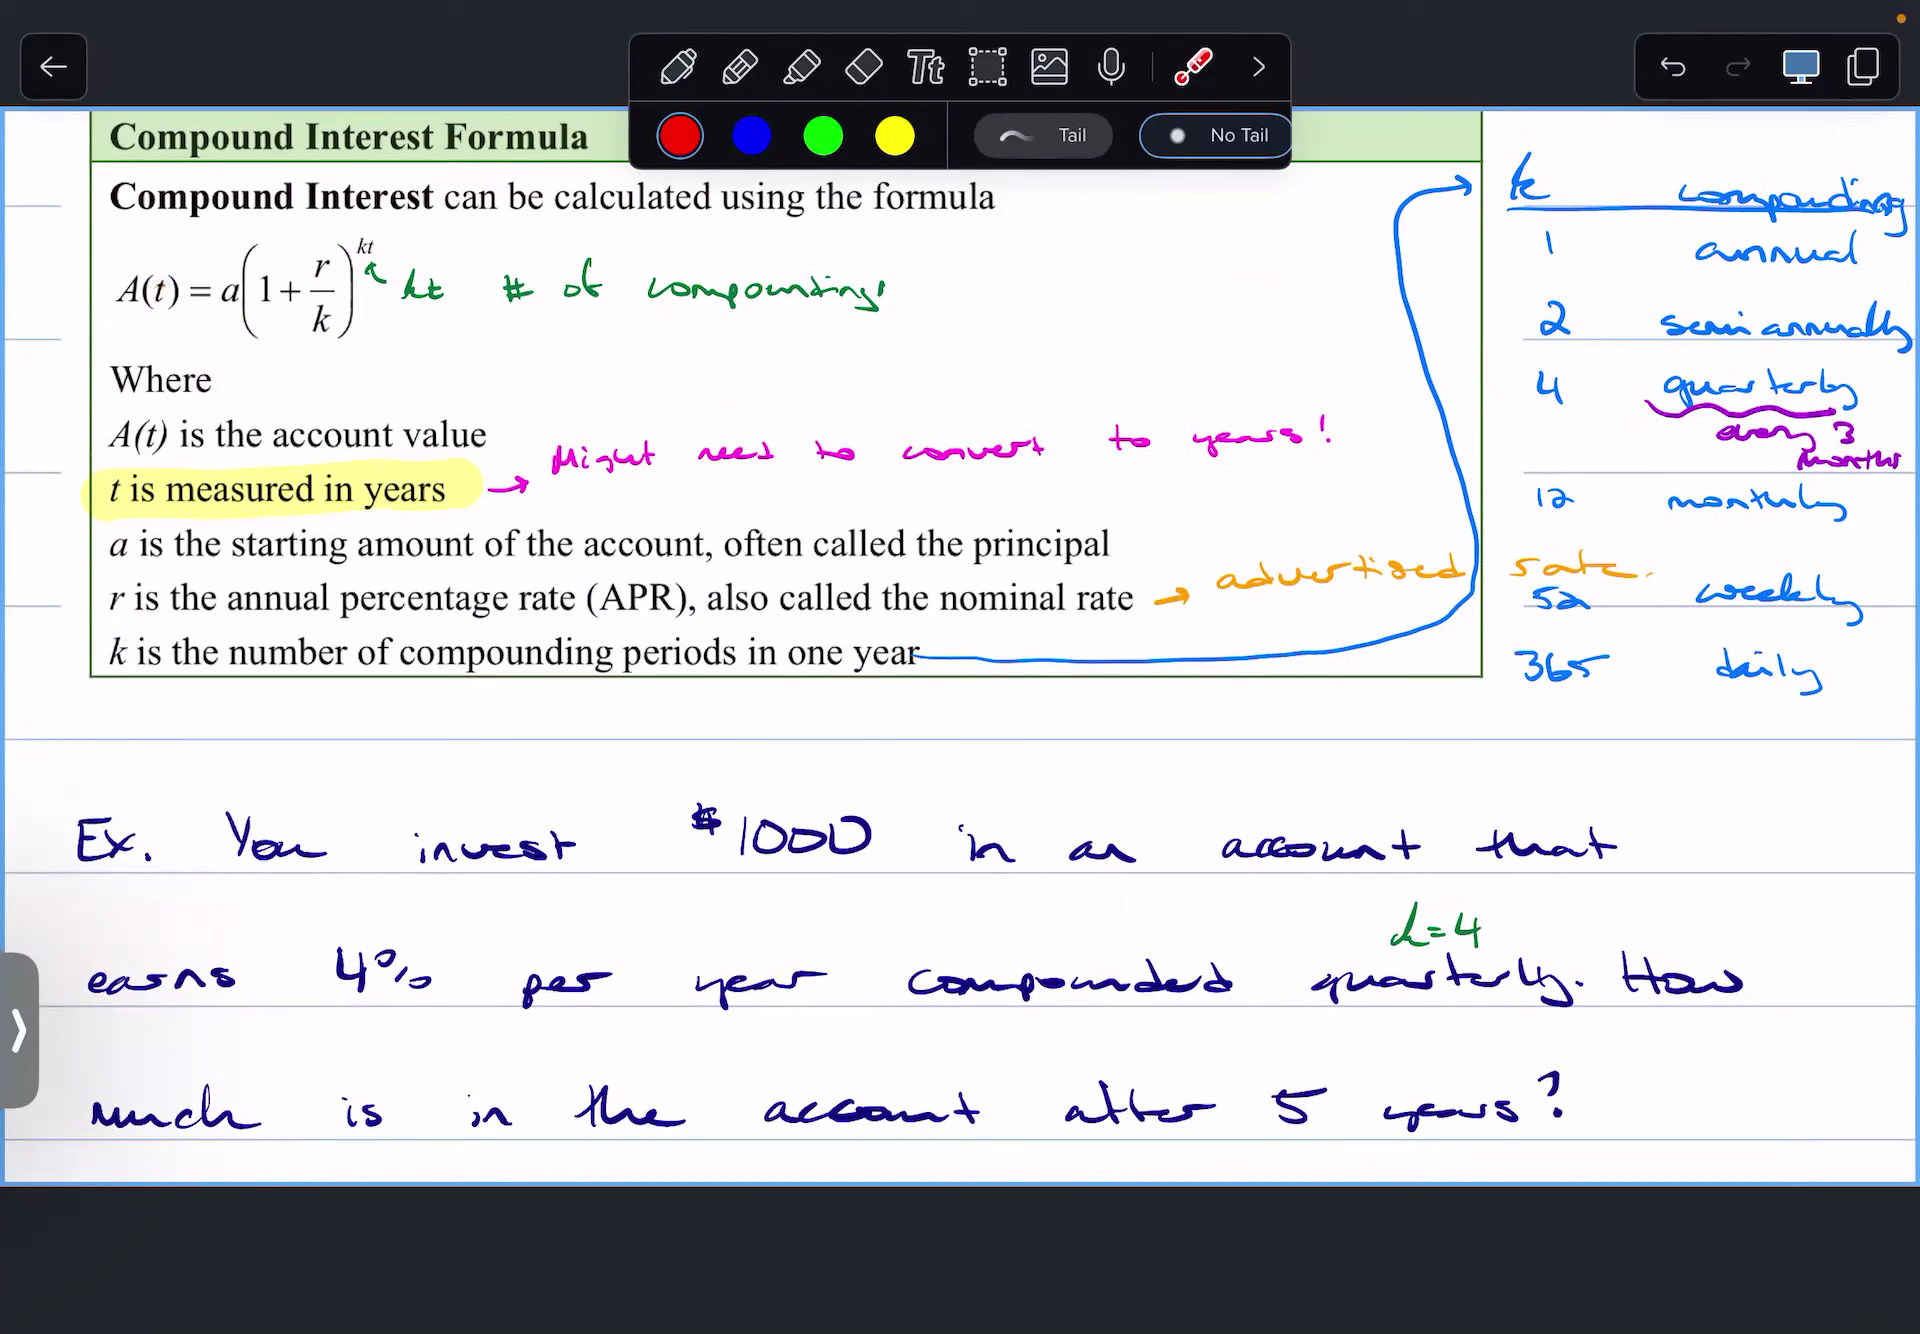 Tt
Tail
No Tail
Compound Interest Formula
Compound Interest can be calculated using the formula
A(t) = a(1 + r/k)^kt
kt # of compoundings
Where
A(t) is the account value
t is measured in years → Might need to convert to years!
a is the starting amount of the account, often called the principal
r is the annual percentage rate (APR), also called the nominal rate → advertised rate.
k is the number of compounding periods in one year
k compounding
1 annual
2 semiannually
4 quarterly
every 3
months
12 monthly
52 weekly
365 daily
Ex. You invest $1000 in an account that
k=4
earns 4% per year compounded quarterly. How
much is in the account after 5 years?